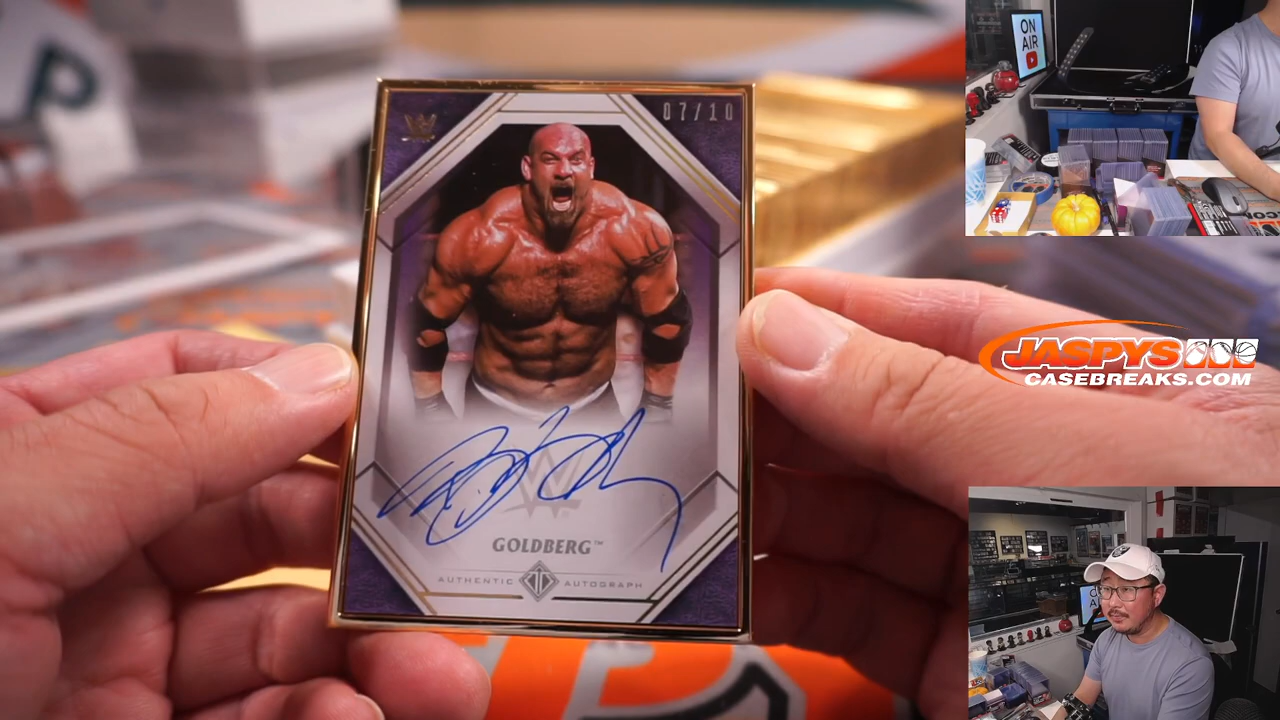 07/10
GOLDBERG™
AUTHENTIC AUTOGRAPH
ON
AIR
JASPYS
CASEBREAKS.COM